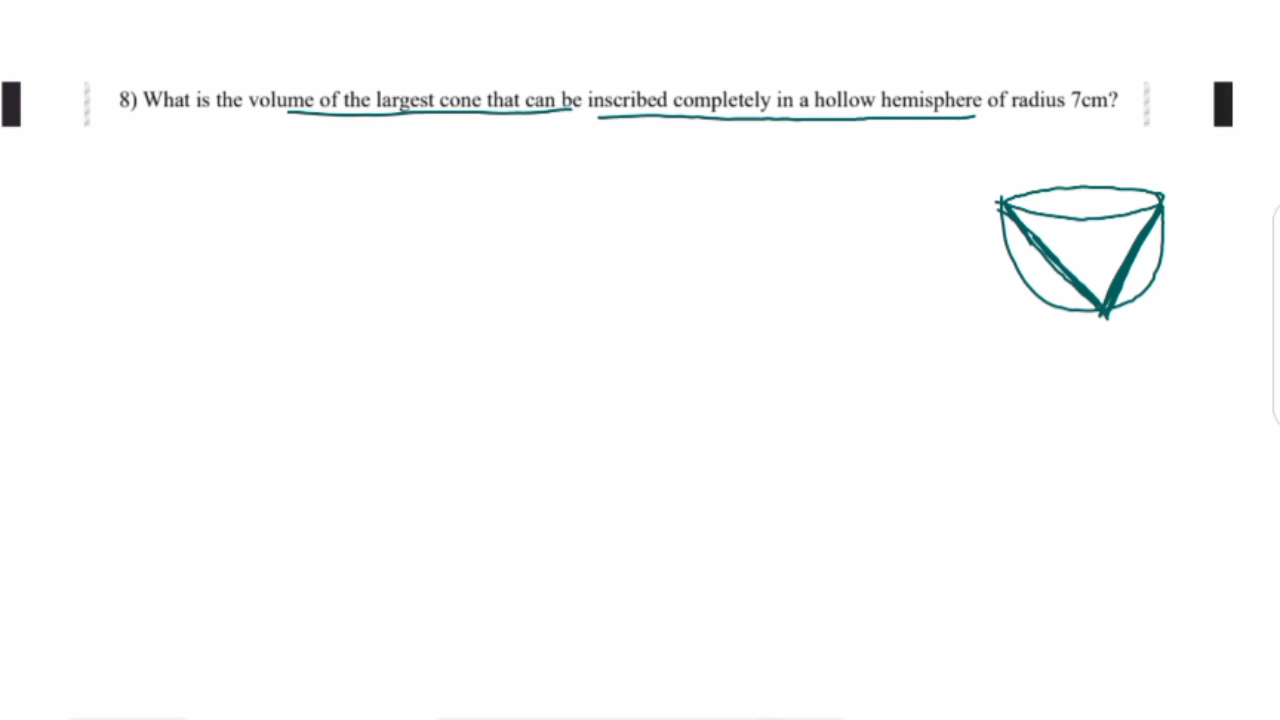 8) What is the volume of the largest cone that can be inscribed completely in a hollow hemisphere of radius 7cm?